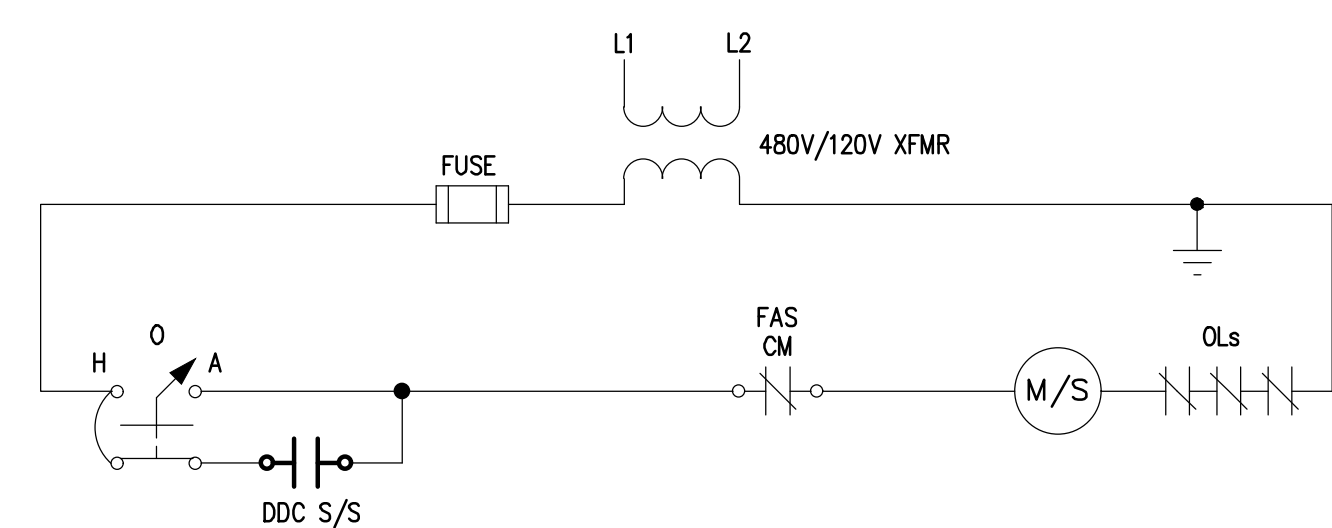 L1 L2
480V/120V XFMR
FUSE
FAS
CM
OLs
O
H A
M/S
DDC S/S